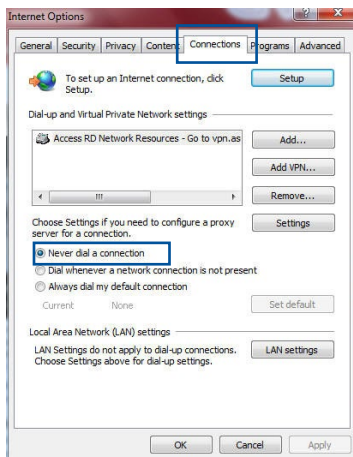 Internet Options
General Security Privacy Content Connections Programs Advanced
To set up an Internet connection, click
Setup.
Setup
Dial-up and Virtual Private Network settings
Access RD Network Resources - Go to vpn.as
Add...
Add VPN...
Remove...
Choose Settings if you need to configure a proxy
server for a connection.
Settings
Never dial a connection
Dial whenever a network connection is not present
Always dial my default connection
Current None
Set default
Local Area Network (LAN) settings
LAN Settings do not apply to dial-up connections.
Choose Settings above for dial-up settings.
LAN settings
OK Cancel Apply